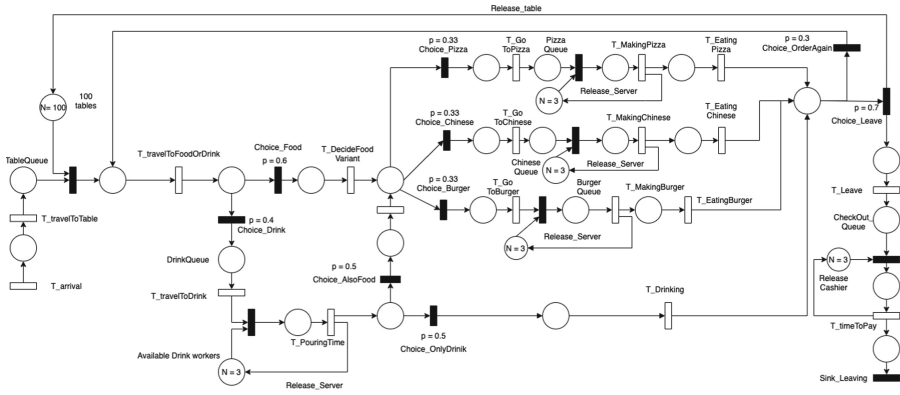 Release_table
p = 0.33
Choice_Pizza
T_Go
ToPizza
Pizza
Queue
T_MakingPizza
T_Eating
Pizza
p = 0.3
Choice_OrderAgain
N= 100
100
tables
N = 3
Release_Server
p = 0.7
Choice_Leave
p = 0.33
Choice_Chinese
T_Go
ToChinese
T_MakingChinese
T_Eating
Chinese
TableQueue
T_travelToFoodOrDrink
Choice_Food
p = 0.6
T_DecideFood
Variant
Chinese
Queue
N = 3
Release_Server
p = 0.33
Choice_Burger
T_Go
ToBurger
Burger
Queue
T_MakingBurger
T_EatingBurger
T_Leave
T_travelToTable
p = 0.4
Choice_Drink
CheckOut_
Queue
N = 3
Release_Server
DrinkQueue
p = 0.5
Choice_AlsoFood
N = 3
Release
Cashier
T_arrival
T_travelToDrink
T_Drinking
T_timeToPay
T_PouringTime
p = 0.5
Choice_OnlyDrinik
Available Drink workers
N = 3
Release_Server
Sink_Leaving